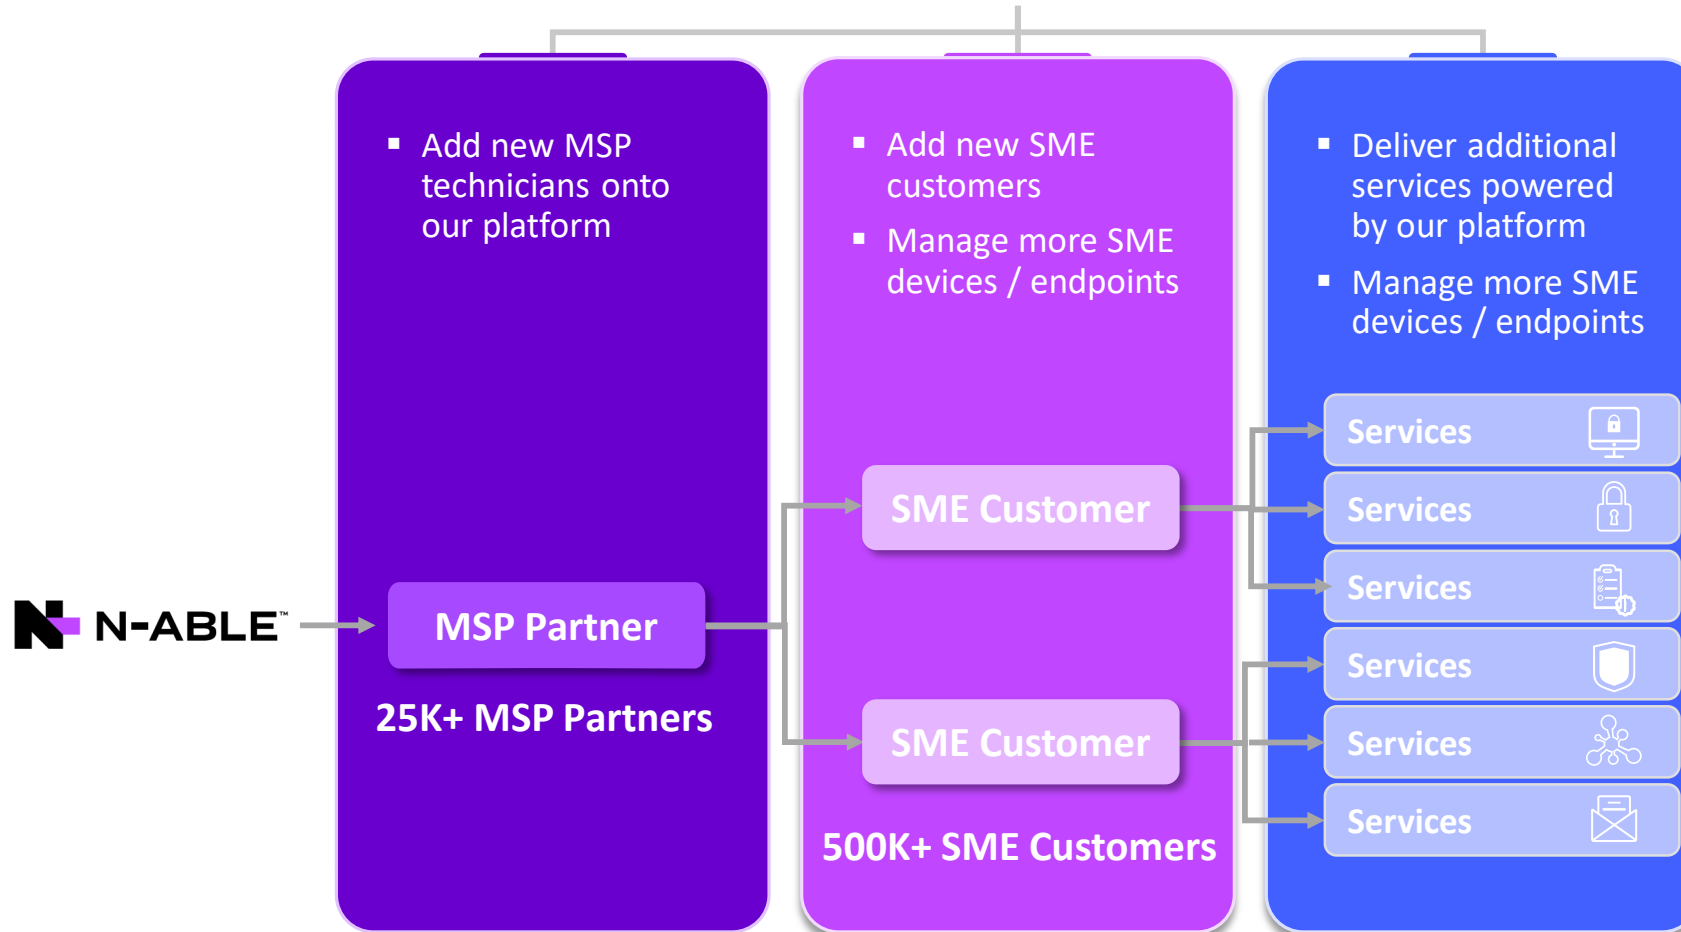 ▪ Add new MSP
technicians onto
our platform
▪ Add new SME
customers
▪ Manage more SME
devices / endpoints
▪ Deliver additional
services powered
by our platform
▪ Manage more SME
devices / endpoints
N-ABLE™
MSP Partner
25K+ MSP Partners
SME Customer
SME Customer
500K+ SME Customers
Services
Services
Services
Services
Services
Services